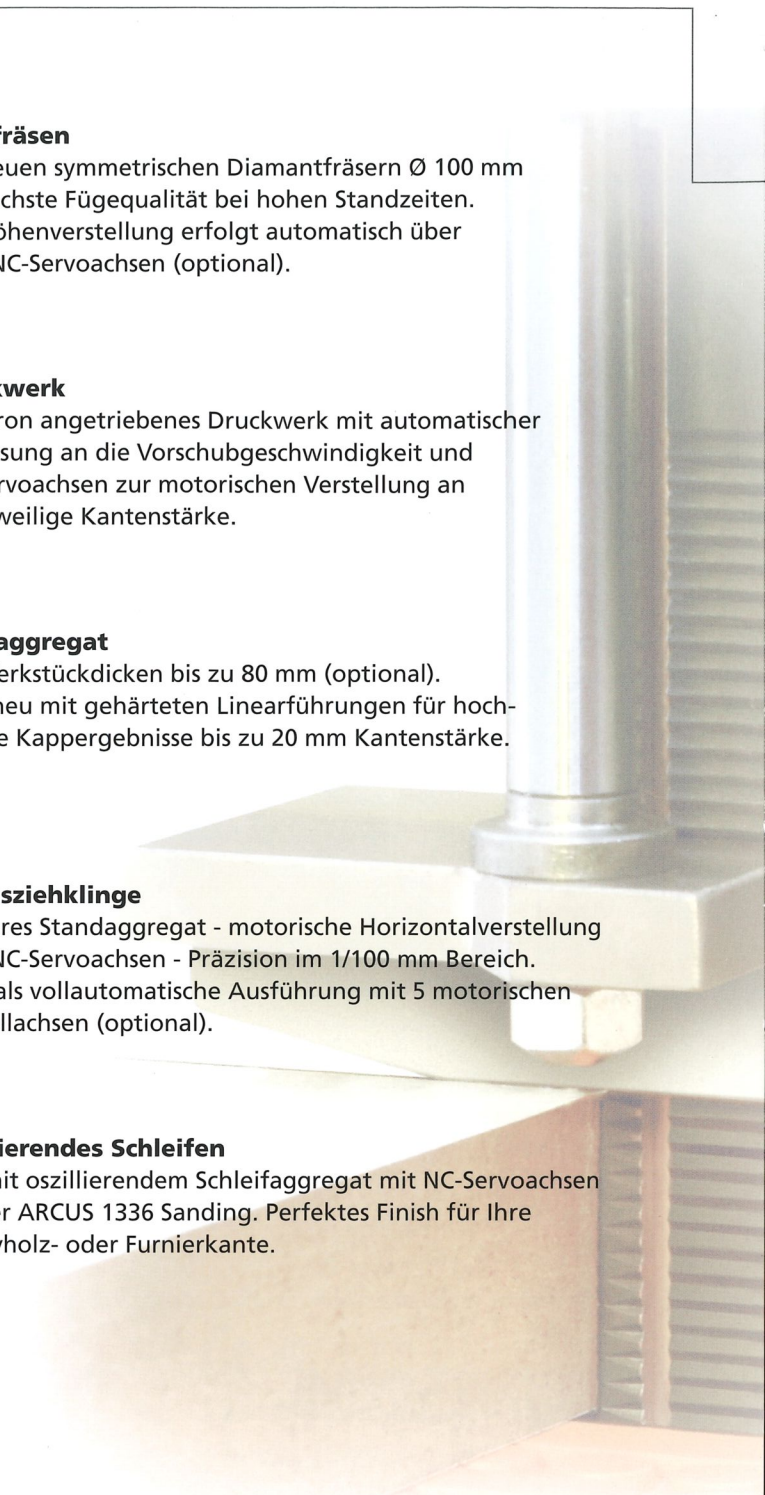 fräsen
euen symmetrischen Diamantfräsern Ø 100 mm
chste Fügequalität bei hohen Standzeiten.
öhenverstellung erfolgt automatisch über
NC-Servoachsen (optional).
kwerk
ron angetriebenes Druckwerk mit automatischer
sung an die Vorschubgeschwindigkeit und
rvoachsen zur motorischen Verstellung an
weilige Kantenstärke.
aggregat
erkstückdicken bis zu 80 mm (optional).
neu mit gehärteten Linearführungen für hoch-
e Kappergebnisse bis zu 20 mm Kantenstärke.
sziehklinge
res Standaggregat - motorische Horizontalverstellung
NC-Servoachsen - Präzision im 1/100 mm Bereich.
als vollautomatische Ausführung mit 5 motorischen
llachsen (optional).
ierendes Schleifen
it oszillierendem Schleifaggregat mit NC-Servoachsen
r ARCUS 1336 Sanding. Perfektes Finish für Ihre
vholz- oder Furnierkante.